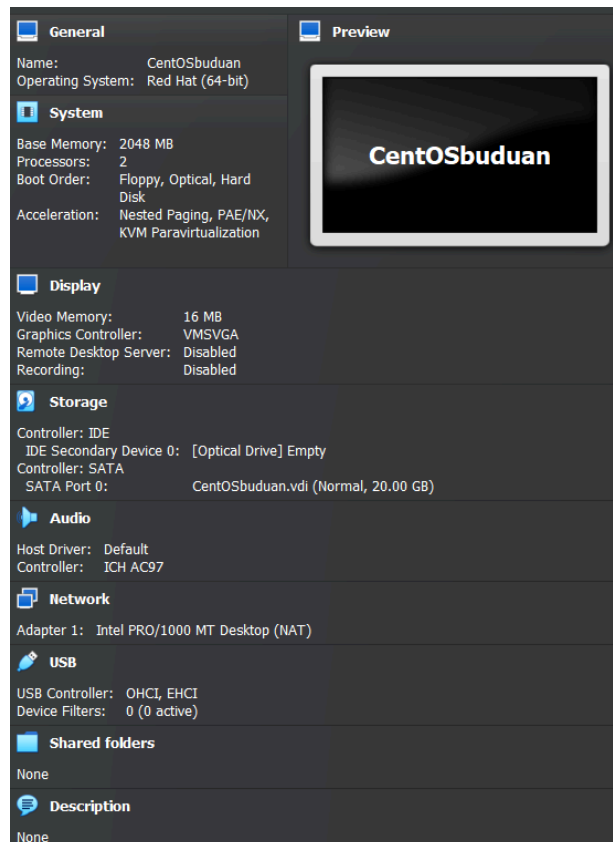 General
Name: CentOSbuduan
Operating System: Red Hat (64-bit)
System
Base Memory: 2048 MB
Processors: 2
Boot Order: Floppy, Optical, Hard
Disk
Acceleration: Nested Paging, PAE/NX,
KVM Paravirtualization
Preview
CentOSbuduan
Display
Video Memory: 16 MB
Graphics Controller: VMSVGA
Remote Desktop Server: Disabled
Recording: Disabled
Storage
Controller: IDE
IDE Secondary Device 0: [Optical Drive] Empty
Controller: SATA
SATA Port 0: CentOSbuduan.vdi (Normal, 20.00 GB)
Audio
Host Driver: Default
Controller: ICH AC97
Network
Adapter 1: Intel PRO/1000 MT Desktop (NAT)
USB
USB Controller: OHCI, EHCI
Device Filters: 0 (0 active)
Shared folders
None
Description
None